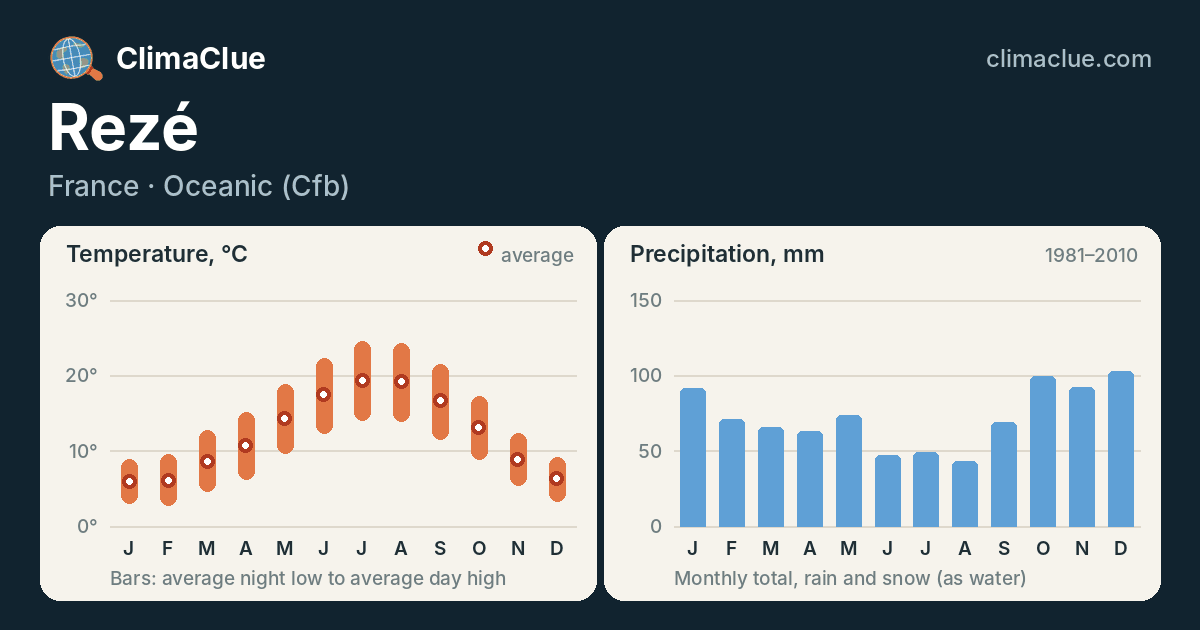 ClimaClue
climaclue.com
Rezé
France · Oceanic (Cfb)
Temperature, °C
average
30°
20°
10°
0°
J F M A M J J A S O N D
Bars: average night low to average day high
Precipitation, mm
1981–2010
150
100
50
0
J F M A M J J A S O N D
Monthly total, rain and snow (as water)